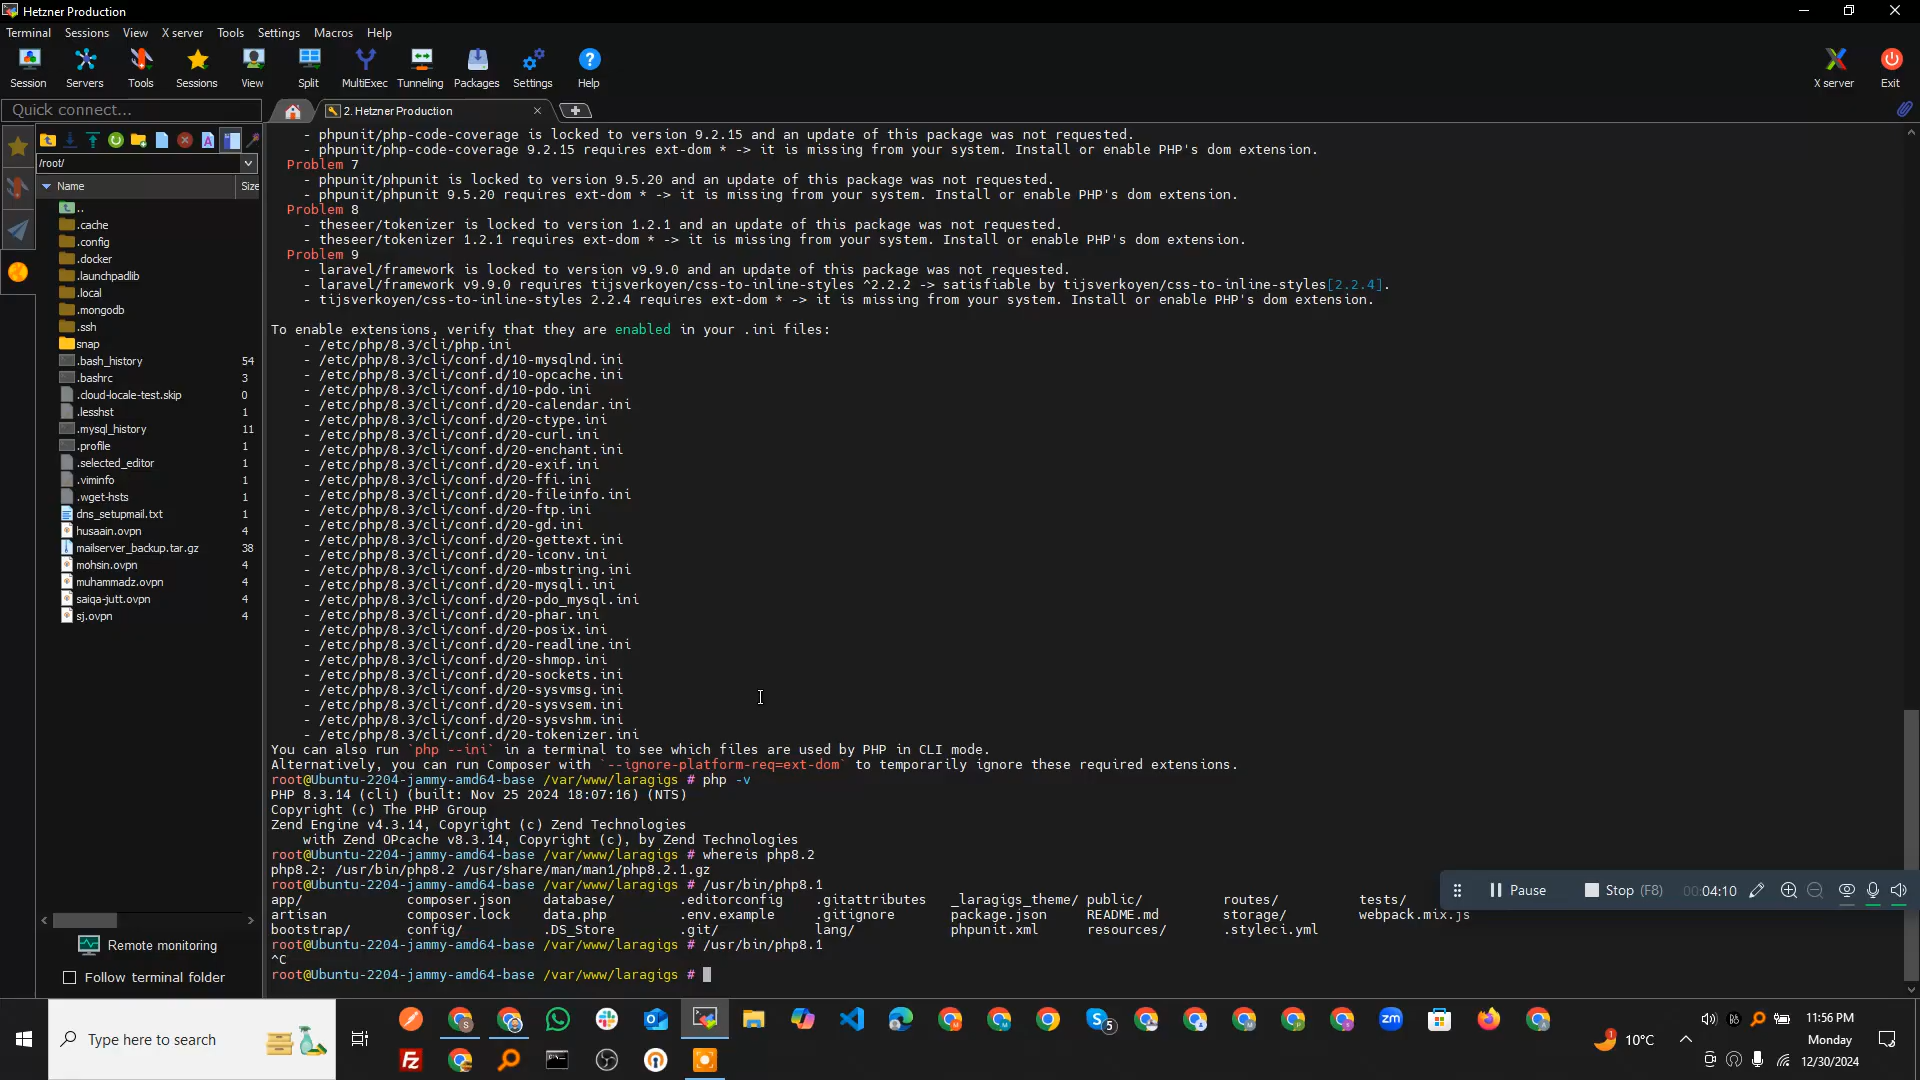 Hetzner Production
Terminal Sessions View X server Tools Settings Macros Help
Session Servers Tools Sessions View Split MultiExec Tunneling Packages Settings Help X server Exit
Quick connect...
2. Hetzner Production
/root/
Name Size
..
.cache
.config
.docker
.launchpadlib
.local
.mongodb
.ssh
snap
.bash_history 54
.bashrc 3
.cloud-locale-test.skip 0
.lesshst 1
.mysql_history 11
.profile 1
.selected_editor 1
.viminfo 1
.wget-hsts 1
dns_setupmail.txt 1
husaain.ovpn 4
mailserver_backup.tar.gz 38
mohsin.ovpn 4
muhammadz.ovpn 4
saiqa-jutt.ovpn 4
sj.ovpn 4
Remote monitoring
Follow terminal folder
- phpunit/php-code-coverage is locked to version 9.2.15 and an update of this package was not requested.
- phpunit/php-code-coverage 9.2.15 requires ext-dom * -> it is missing from your system. Install or enable PHP's dom extension.
Problem 7
- phpunit/phpunit is locked to version 9.5.20 and an update of this package was not requested.
- phpunit/phpunit 9.5.20 requires ext-dom * -> it is missing from your system. Install or enable PHP's dom extension.
Problem 8
- theseer/tokenizer is locked to version 1.2.1 and an update of this package was not requested.
- theseer/tokenizer 1.2.1 requires ext-dom * -> it is missing from your system. Install or enable PHP's dom extension.
Problem 9
- laravel/framework is locked to version v9.9.0 and an update of this package was not requested.
- laravel/framework v9.9.0 requires tijsverkoyen/css-to-inline-styles ^2.2.2 -> satisfiable by tijsverkoyen/css-to-inline-styles[2.2.4].
- tijsverkoyen/css-to-inline-styles 2.2.4 requires ext-dom * -> it is missing from your system. Install or enable PHP's dom extension.
To enable extensions, verify that they are enabled in your .ini files:
- /etc/php/8.3/cli/php.ini
- /etc/php/8.3/cli/conf.d/10-mysqlnd.ini
- /etc/php/8.3/cli/conf.d/10-opcache.ini
- /etc/php/8.3/cli/conf.d/10-pdo.ini
- /etc/php/8.3/cli/conf.d/20-calendar.ini
- /etc/php/8.3/cli/conf.d/20-ctype.ini
- /etc/php/8.3/cli/conf.d/20-curl.ini
- /etc/php/8.3/cli/conf.d/20-enchant.ini
- /etc/php/8.3/cli/conf.d/20-exif.ini
- /etc/php/8.3/cli/conf.d/20-ffi.ini
- /etc/php/8.3/cli/conf.d/20-fileinfo.ini
- /etc/php/8.3/cli/conf.d/20-ftp.ini
- /etc/php/8.3/cli/conf.d/20-gd.ini
- /etc/php/8.3/cli/conf.d/20-gettext.ini
- /etc/php/8.3/cli/conf.d/20-iconv.ini
- /etc/php/8.3/cli/conf.d/20-mbstring.ini
- /etc/php/8.3/cli/conf.d/20-mysqli.ini
- /etc/php/8.3/cli/conf.d/20-pdo_mysql.ini
- /etc/php/8.3/cli/conf.d/20-phar.ini
- /etc/php/8.3/cli/conf.d/20-posix.ini
- /etc/php/8.3/cli/conf.d/20-readline.ini
- /etc/php/8.3/cli/conf.d/20-shmop.ini
- /etc/php/8.3/cli/conf.d/20-sockets.ini
- /etc/php/8.3/cli/conf.d/20-sysvmsg.ini
- /etc/php/8.3/cli/conf.d/20-sysvsem.ini
- /etc/php/8.3/cli/conf.d/20-sysvshm.ini
- /etc/php/8.3/cli/conf.d/20-tokenizer.ini
You can also run `php --ini` in a terminal to see which files are used by PHP in CLI mode.
Alternatively, you can run Composer with `--ignore-platform-req=ext-dom` to temporarily ignore these required extensions.
root@Ubuntu-2204-jammy-amd64-base /var/www/laragigs # php -v
PHP 8.3.14 (cli) (built: Nov 25 2024 18:07:16) (NTS)
Copyright (c) The PHP Group
Zend Engine v4.3.14, Copyright (c) Zend Technologies
with Zend OPcache v8.3.14, Copyright (c), by Zend Technologies
root@Ubuntu-2204-jammy-amd64-base /var/www/laragigs # whereis php8.2
php8.2: /usr/bin/php8.2 /usr/share/man/man1/php8.2.1.gz
root@Ubuntu-2204-jammy-amd64-base /var/www/laragigs # /usr/bin/php8.1
app/ composer.json database/ .editorconfig .gitattributes _laragigs_theme/ public/ routes/ tests/
artisan composer.lock data.php .env.example .gitignore package.json README.md storage/ webpack.mix.js
bootstrap/ config/ .DS_Store .git/ lang/ phpunit.xml resources/ .styleci.yml
root@Ubuntu-2204-jammy-amd64-base /var/www/laragigs # /usr/bin/php8.1
^C
root@Ubuntu-2204-jammy-amd64-base /var/www/laragigs #
Pause Stop (F8) 00:04:10
Type here to search
5
zm
10°C
11:56 PM
Monday
12/30/2024